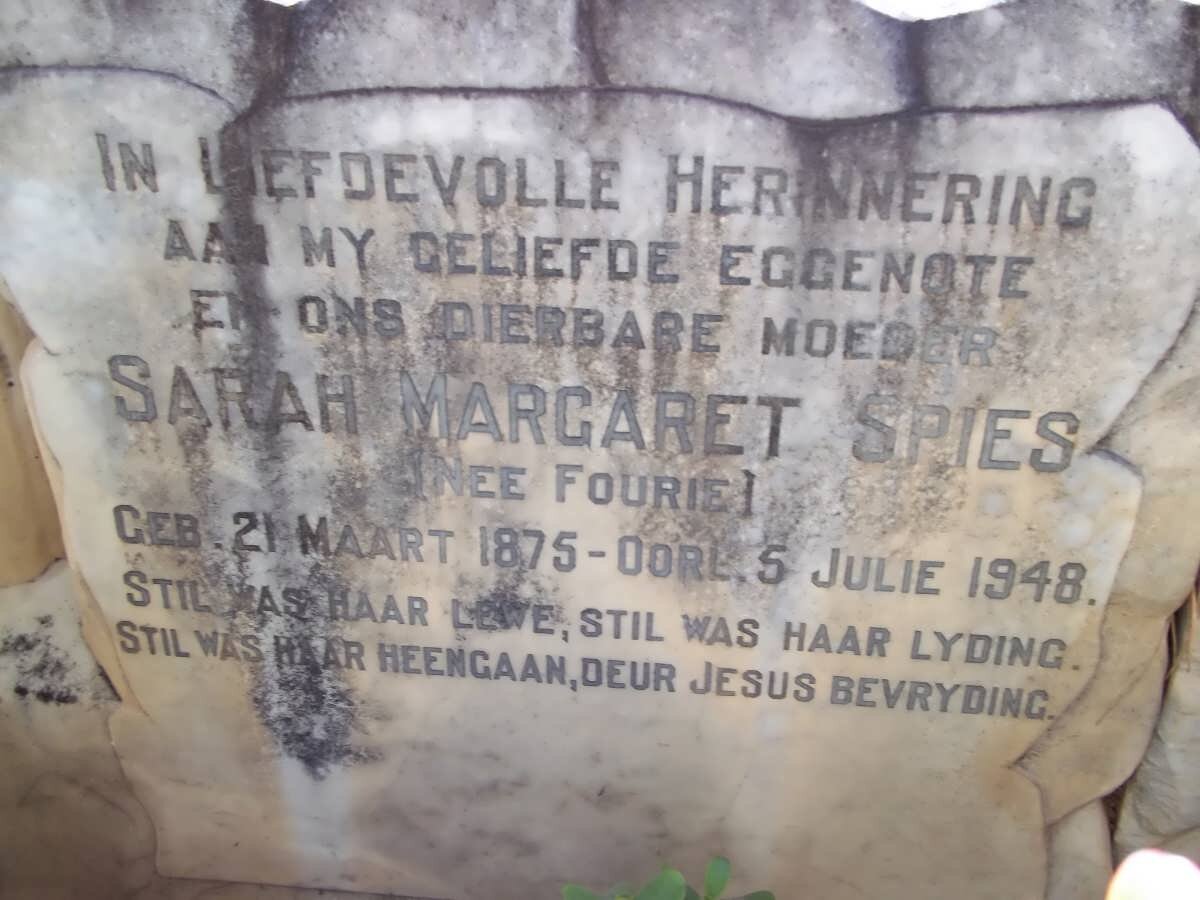 IN LIEFDEVOLLE HERINNERING
AAN MY GELIEFDE EGGENOTE
EN ONS DIERBARE MOEDER
SARAH MARGARET SPIES
[NEE FOURIE]
GEB. 21 MAART 1875 - OORL. 5 JULIE 1948.
STIL WAS HAAR LEWE, STIL WAS HAAR LYDING.
STIL WAS HAAR HEENGAAN, DEUR JESUS BEVRYDING.